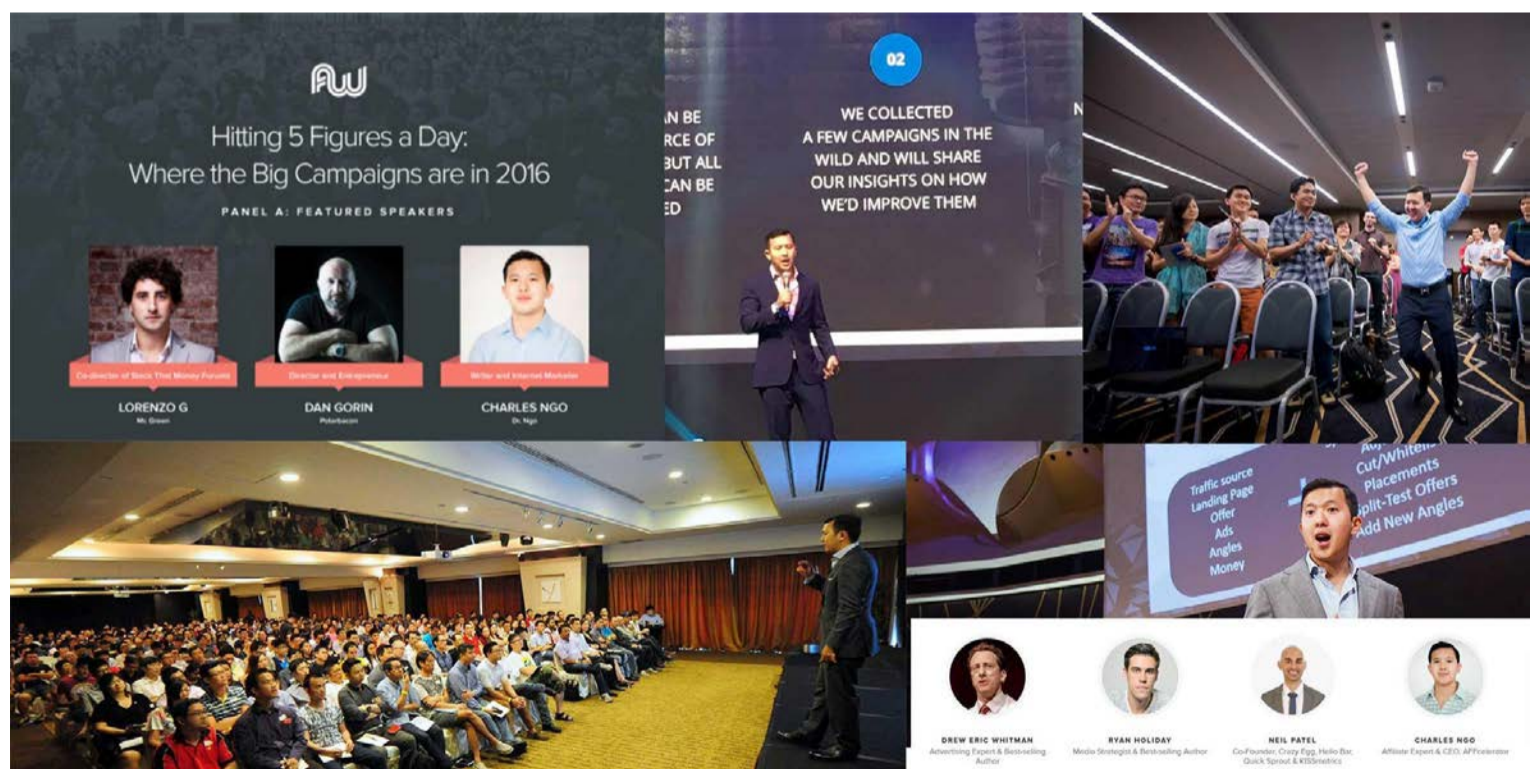 AW
Hitting 5 Figures a Day:
Where the Big Campaigns are in 2016
PANEL A: FEATURED SPEAKERS
Co-director of Stack That Money Forums
Director and Entrepreneur
Writer and Internet Marketer
LORENZO G
DAN GORIN
CHARLES NGO
Mr. Green
Peterbacon
Dr. Ngo
02
WE COLLECTED
A FEW CAMPAIGNS IN THE
WILD AND WILL SHARE
OUR INSIGHTS ON HOW
WE'D IMPROVE THEM
AN BE
RCE OF
BUT ALL
CAN BE
ED
N
Traffic source
Landing Page
Offer
Ads
Angles
Money
Cut/Whitelis
Placements
Split-Test Offers
Add New Angles
DREW ERIC WHITMAN
Advertising Expert & Best-selling
Author
RYAN HOLIDAY
Media Strategist & Best-selling Author
NEIL PATEL
Co-Founder, Crazy Egg, Hello Bar,
Quick Sprout & KISSmetrics
CHARLES NGO
Affiliate Expert & CEO, AFFcelerator